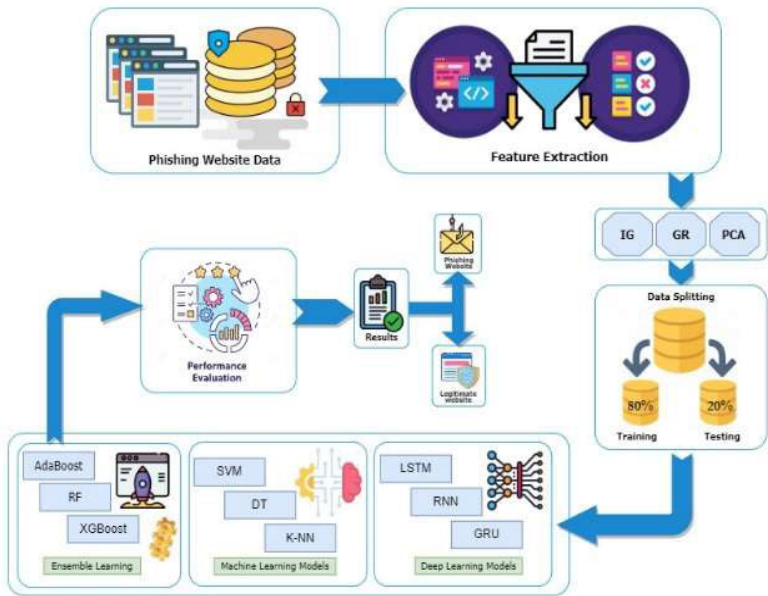 Phishing Website Data
Feature Extraction
IG
GR
PCA
Data Splitting
80%
20%
Training
Testing
Phishing
Website
Performance
Evaluation
Results
Legitimate
website
AdaBoost
RF
XGBoost
Ensemble Learning
SVM
DT
K-NN
Machine Learning Models
LSTM
RNN
GRU
Deep Learning Models